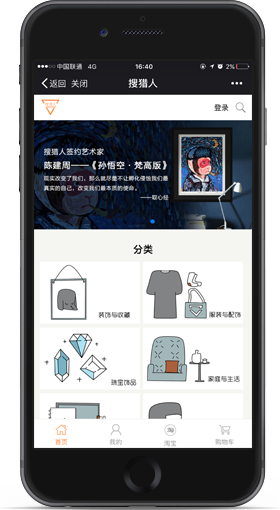 中国联通 4G 16:40 2%
返回 关闭 搜猎人
登录
搜猎人签约艺术家
陈建周——《孙悟空·梵高版》
现实改变了我们，那么就尽量不让孵化侵蚀我们最
真实的自己，改变我们最本质的使命。
——取心经
分类
装饰与收藏
服装与配饰
珠宝饰品
家庭与生活
首页 我的 淘宝 购物车